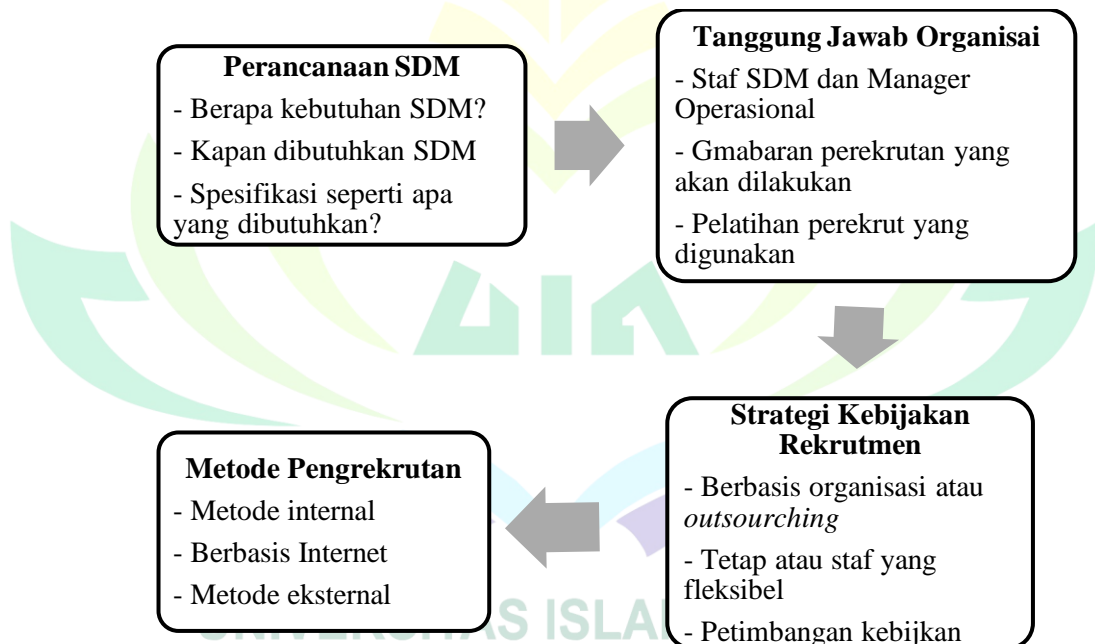 Perancanaan SDM
- Berapa kebutuhan SDM?
- Kapan dibutuhkan SDM
- Spesifikasi seperti apa
yang dibutuhkan?
Tanggung Jawab Organisai
- Staf SDM dan Manager
Operasional
- Gmabaran perekrutan yang
akan dilakukan
- Pelatihan perekrut yang
digunakan
Strategi Kebijakan
Rekrutmen
- Berbasis organisasi atau
outsourching
- Tetap atau staf yang
fleksibel
- Petimbangan kebijkan
Metode Pengrekrutan
- Metode internal
- Berbasis Internet
- Metode eksternal